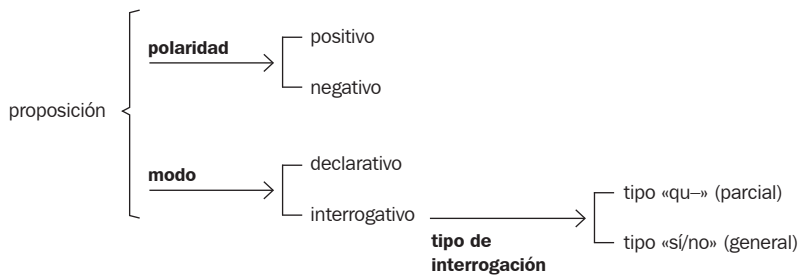 proposición
polaridad
positivo
negativo
modo
declarativo
interrogativo
tipo de
interrogación
tipo «qu–» (parcial)
tipo «sí/no» (general)